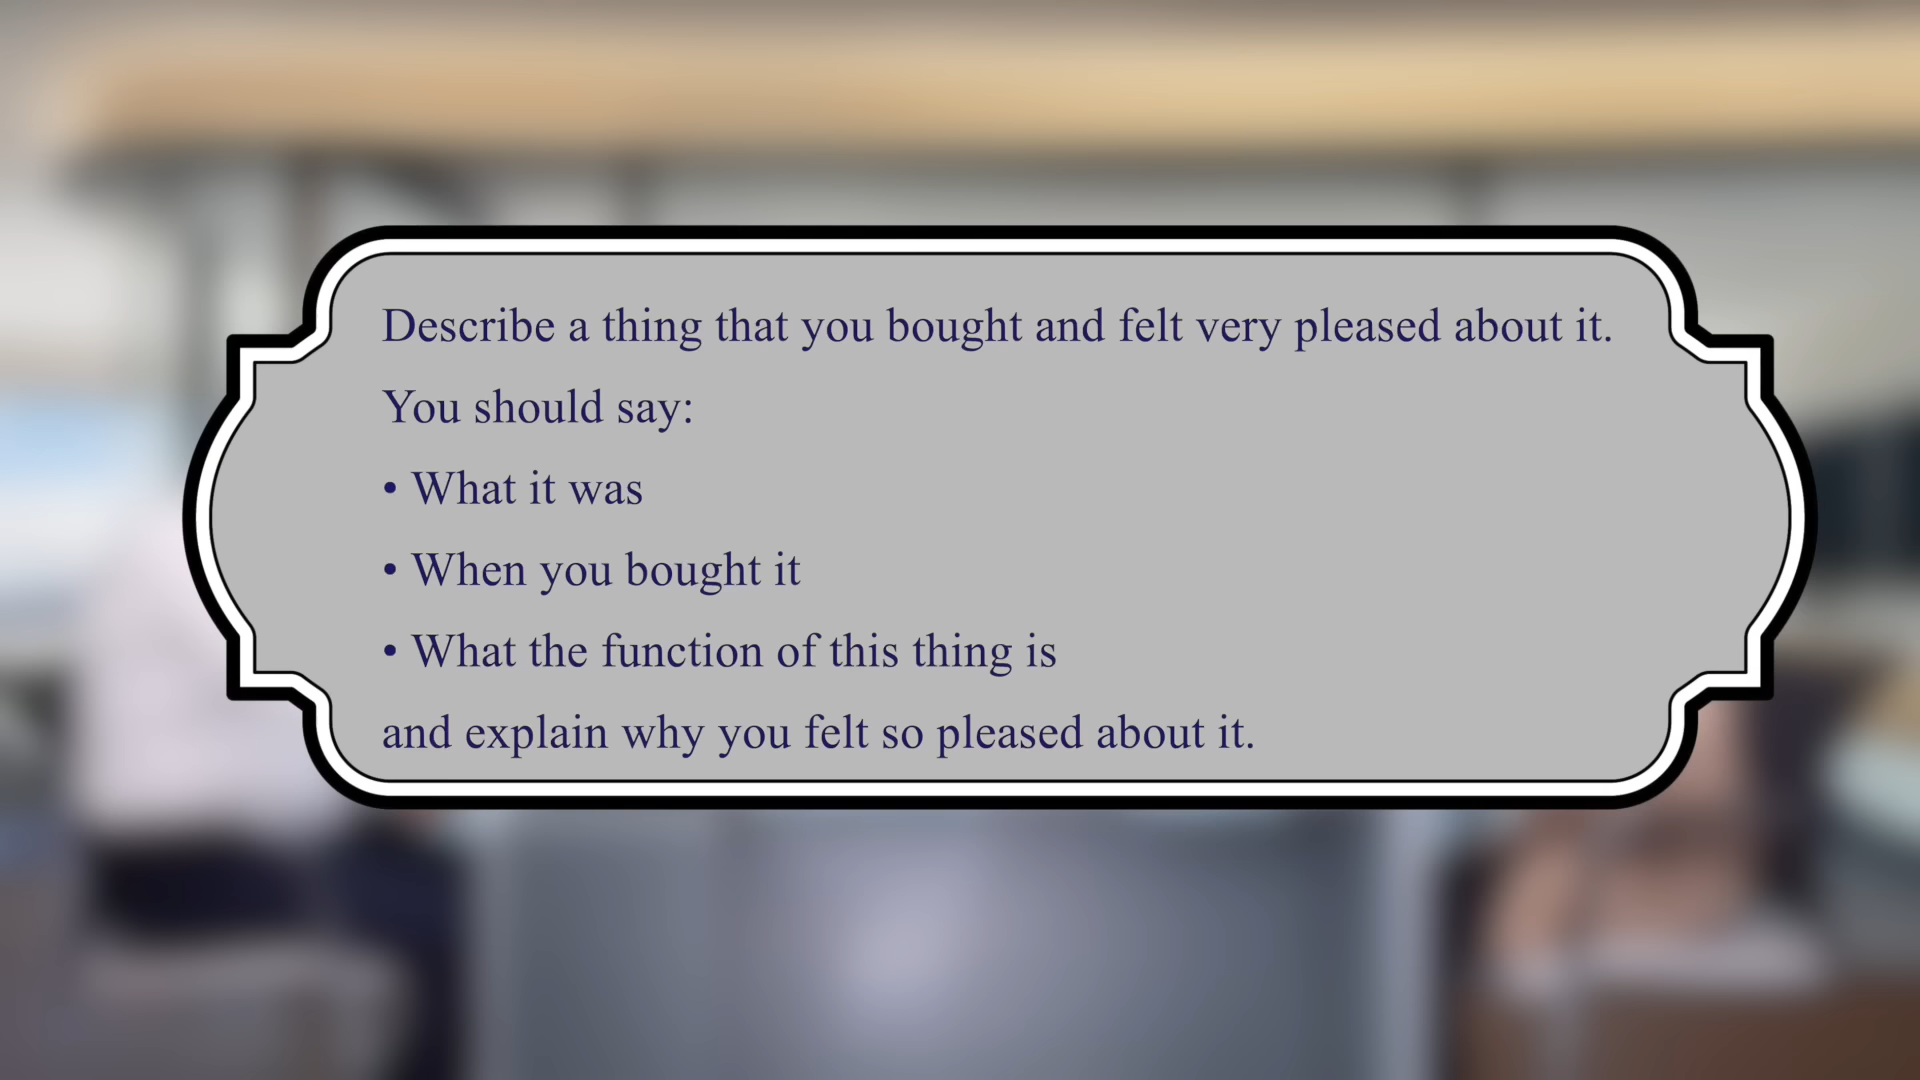 Describe a thing that you bought and felt very pleased about it.
You should say:
• What it was
• When you bought it
• What the function of this thing is
and explain why you felt so pleased about it.